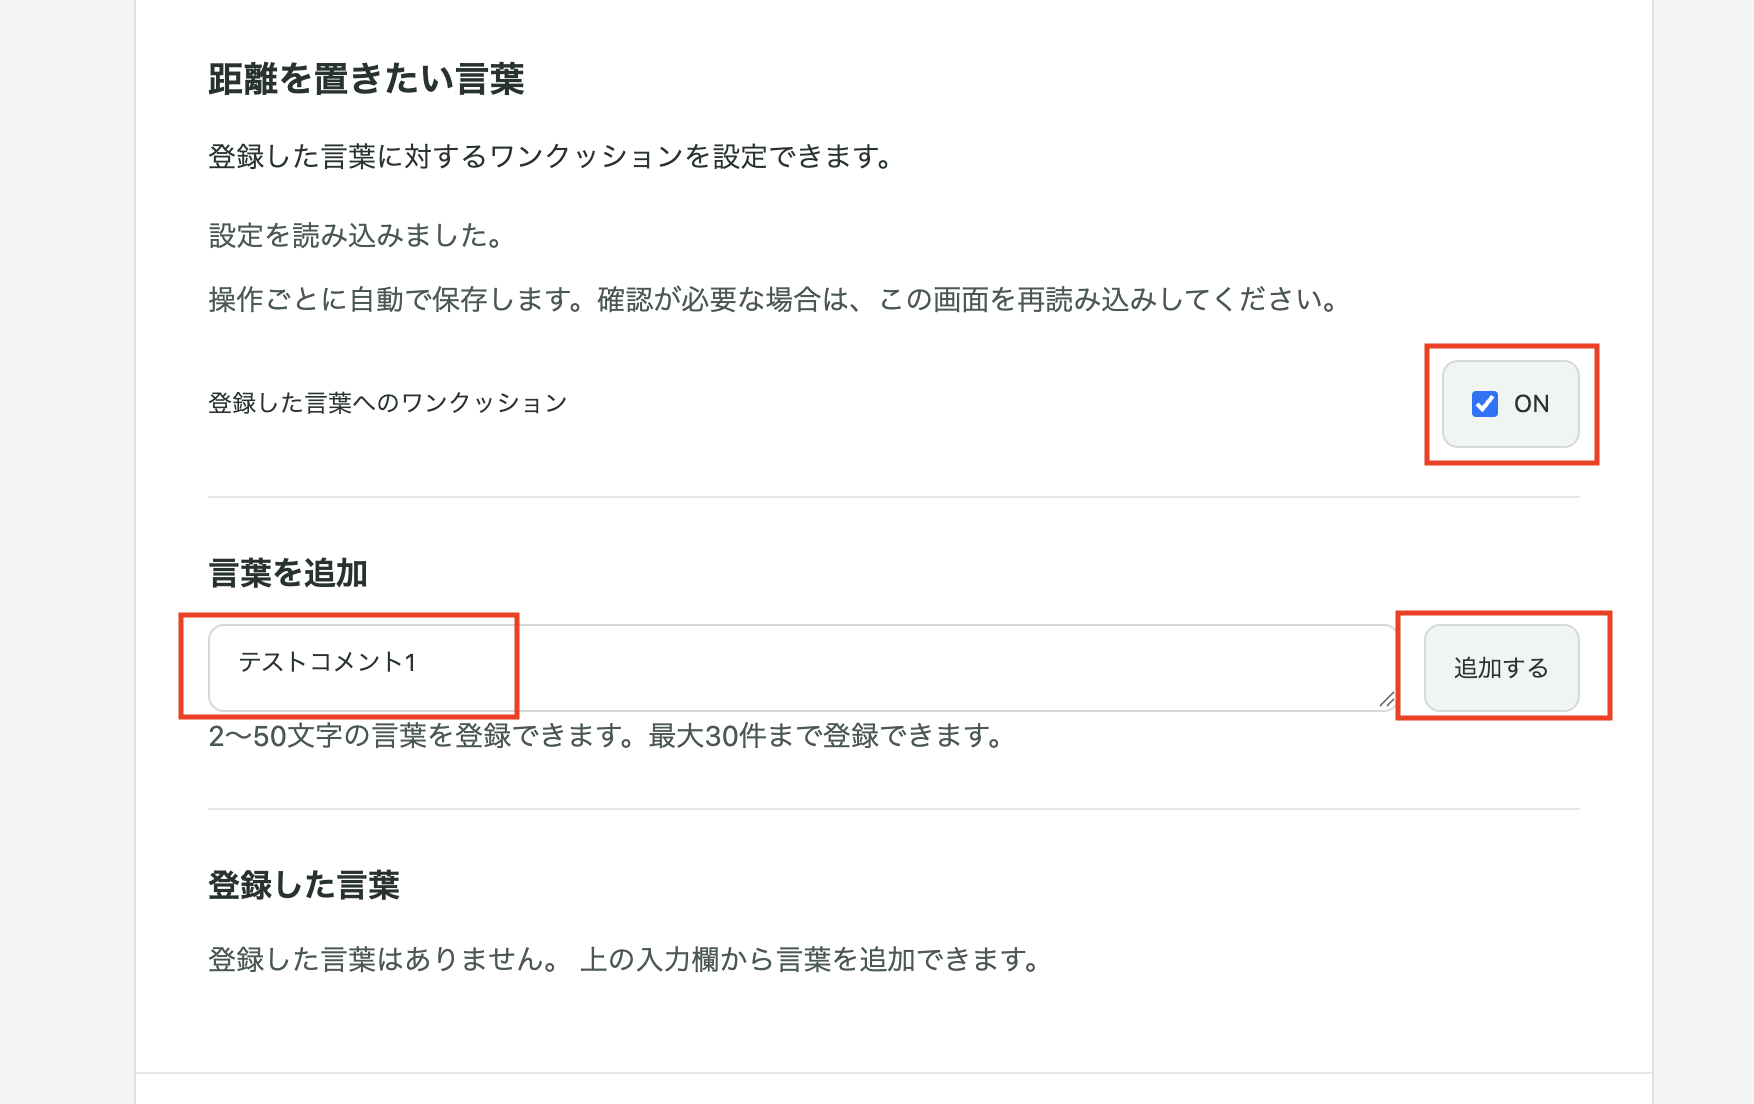 距離を置きたい言葉
登録した言葉に対するワンクッションを設定できます。
設定を読み込みました。
操作ごとに自動で保存します。確認が必要な場合は、この画面を再読み込みしてください。
登録した言葉へのワンクッション
ON
言葉を追加
テストコメント1
追加する
2〜50文字の言葉を登録できます。最大30件まで登録できます。
登録した言葉
登録した言葉はありません。 上の入力欄から言葉を追加できます。